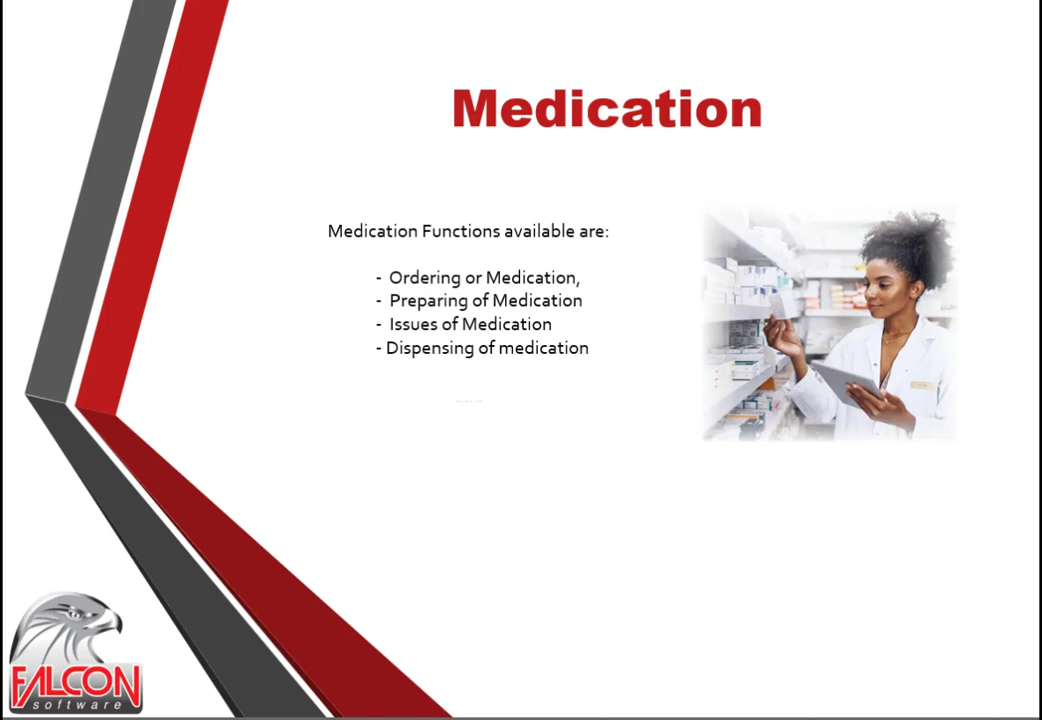 Medication
Medication Functions available are:
- Ordering or Medication,
- Preparing of Medication
- Issues of Medication
- Dispensing of medication
FALCON
software